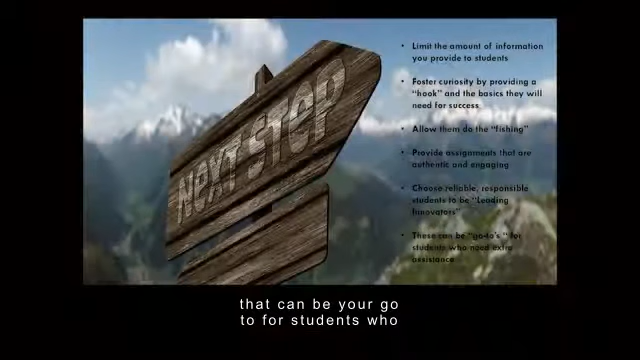 NEXT STEP
• Limit the amount of information
you provide to students
• Foster curiosity by providing a
"hook" and the basics they will
need for success
• Allow them do the "fishing"
• Provide assignments that are
authentic and engaging
• Choose reliable, responsible
students to be "Leading
Innovators"
• These can be "go-to's" for
students who need extra
assistance
that can be your go
to for students who